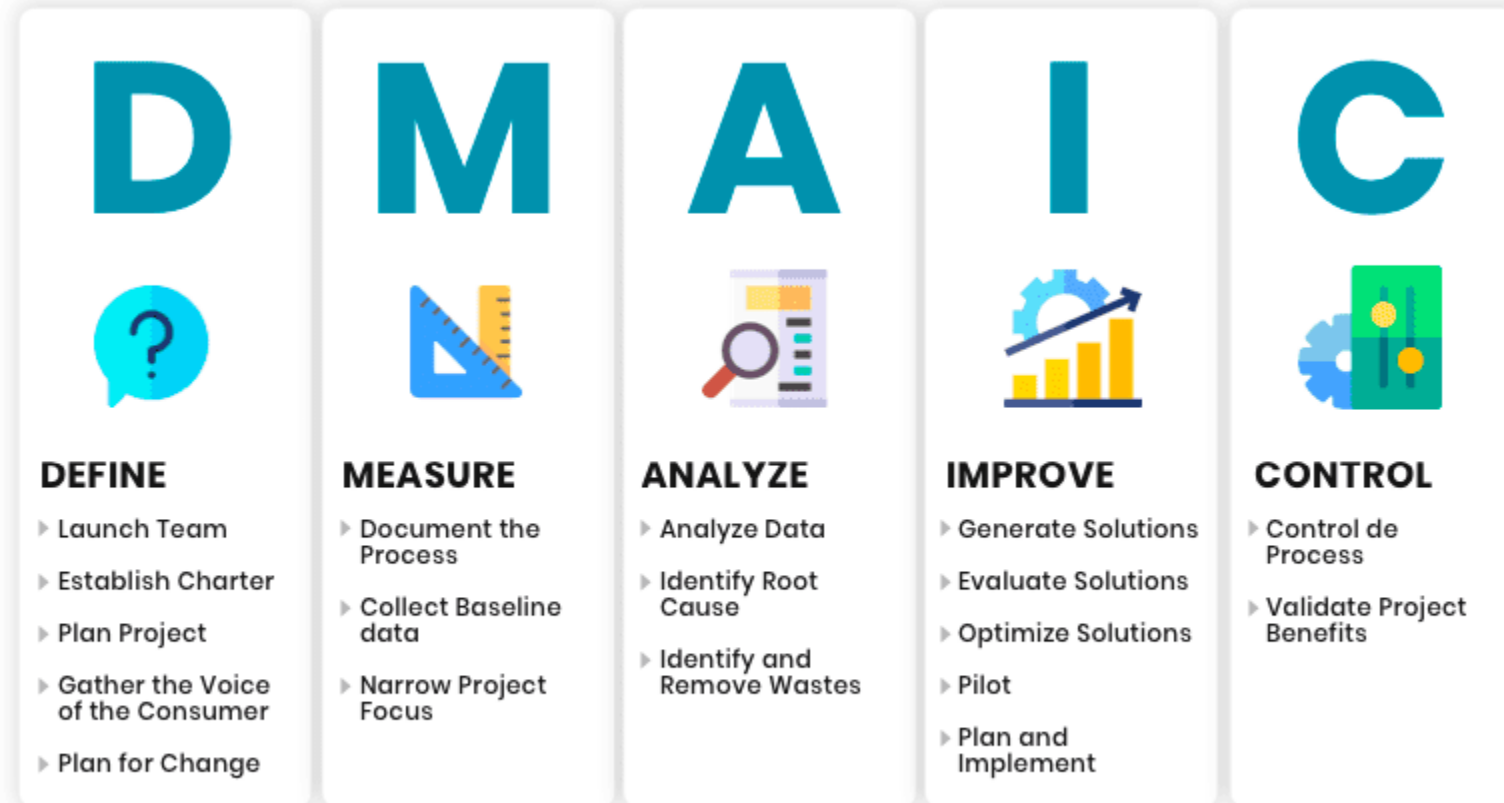 D
M
A
I
C
?
DEFINE
Launch Team
Establish Charter
Plan Project
Gather the Voice
of the Consumer
Plan for Change
MEASURE
Document the
Process
Collect Baseline
data
Narrow Project
Focus
ANALYZE
Analyze Data
Identify Root
Cause
Identify and
Remove Wastes
IMPROVE
Generate Solutions
Evaluate Solutions
Optimize Solutions
Pilot
Plan and
Implement
CONTROL
Control de
Process
Validate Project
Benefits